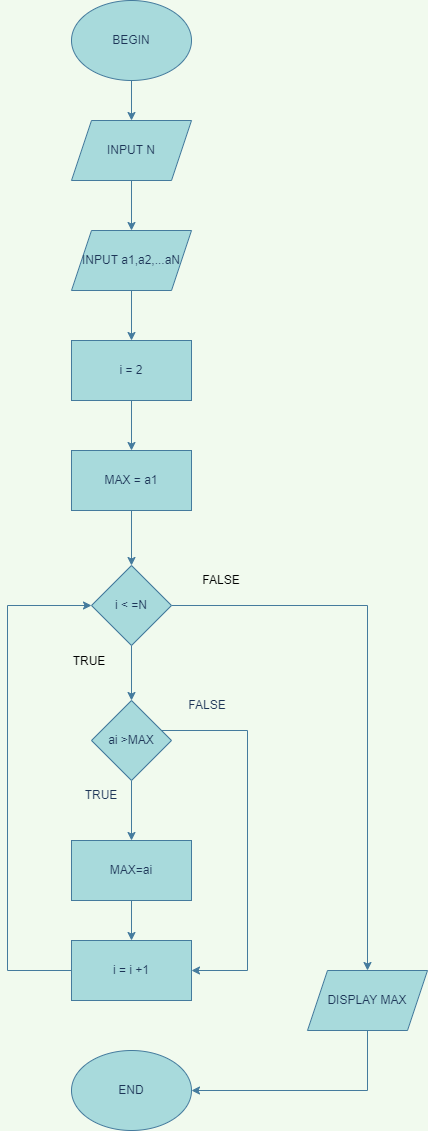 BEGIN
INPUT N
INPUT a1,a2,...aN
i = 2
MAX = a1
FALSE
i < =N
TRUE
FALSE
ai >MAX
TRUE
MAX=ai
i = i +1
DISPLAY MAX
END